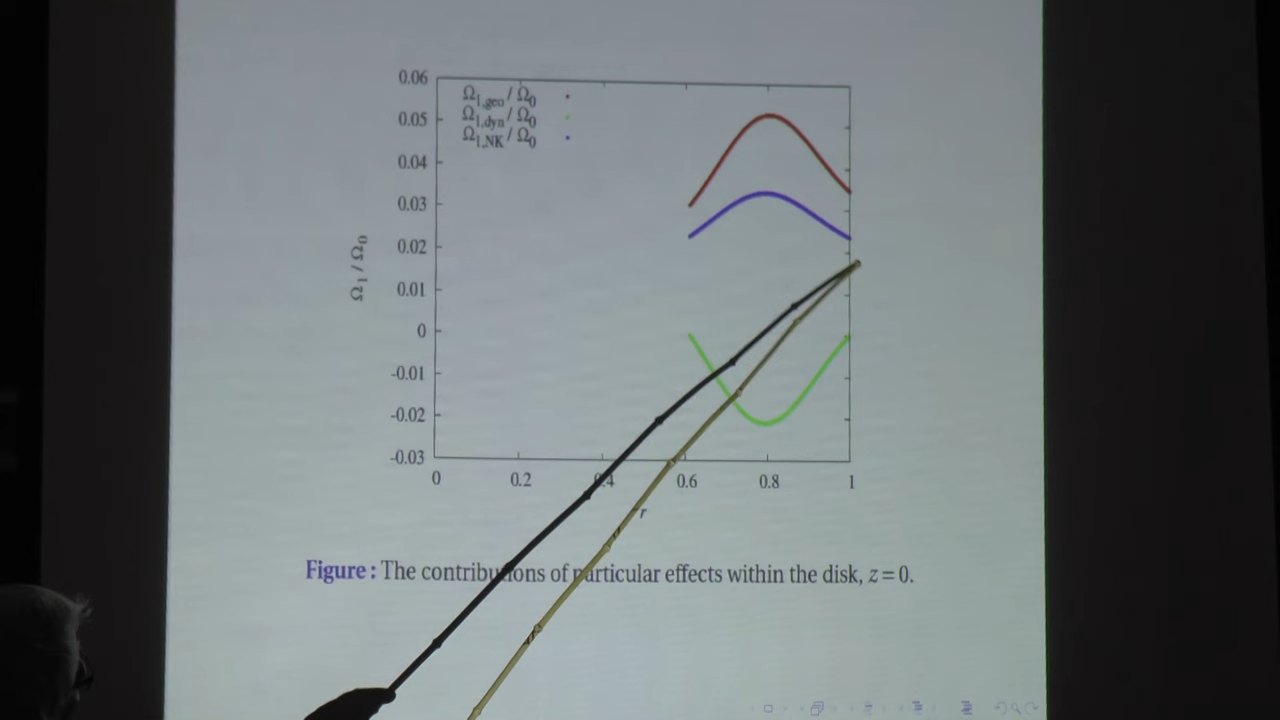 0.06
Ω1,geo / Ω0
Ω1,dyn / Ω0
Ω1,NK / Ω0
0.05
0.04
0.03
0.02
0.01
0
-0.01
-0.02
-0.03
Ω1 / Ω0
0 0.2 0.4 0.6 0.8 1
r
Figure : The contributions of particular effects within the disk, z = 0.